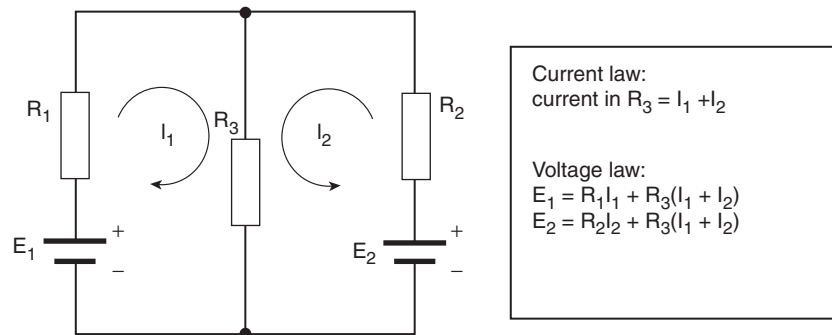 R₁
I₁
R₃
I₂
R₂
E₁
+
−
E₂
+
−
Current law:
current in R₃ = I₁ +I₂
Voltage law:
E₁ = R₁I₁ + R₃(I₁ + I₂)
E₂ = R₂I₂ + R₃(I₁ + I₂)